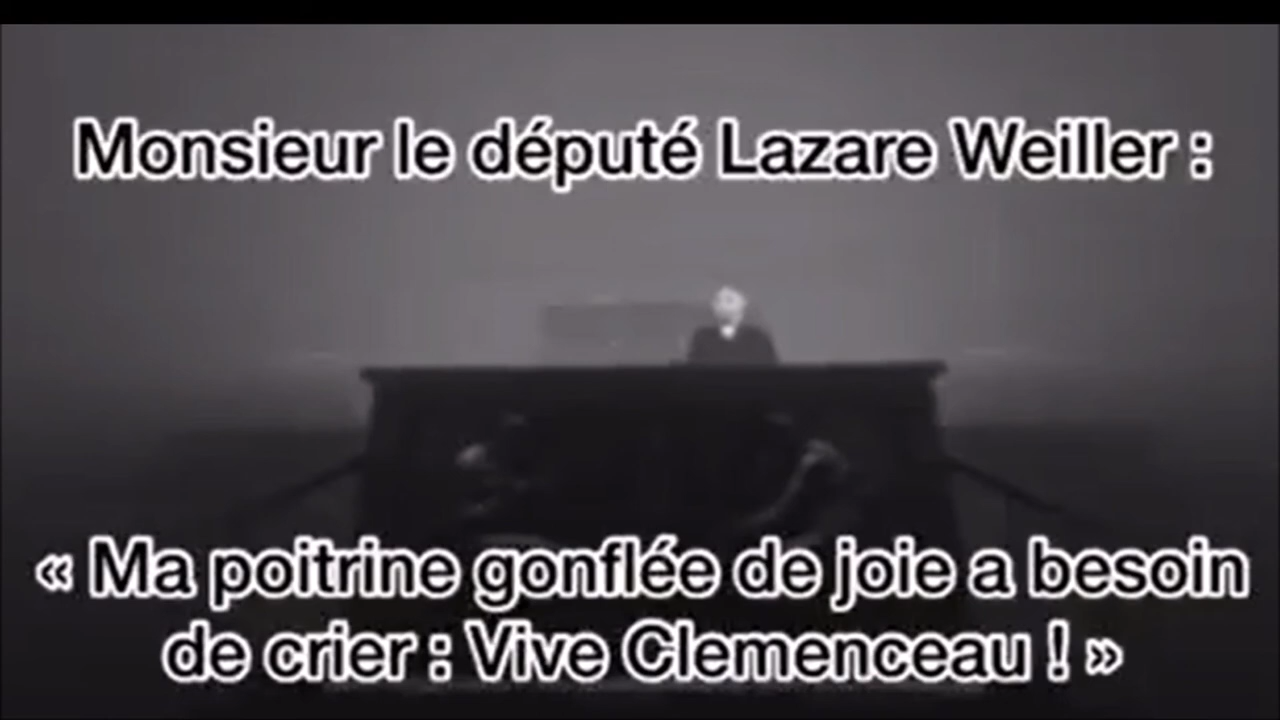 Monsieur le député Lazare Weiller :
« Ma poitrine gonflée de joie a besoin
de crier : Vive Clemenceau ! »